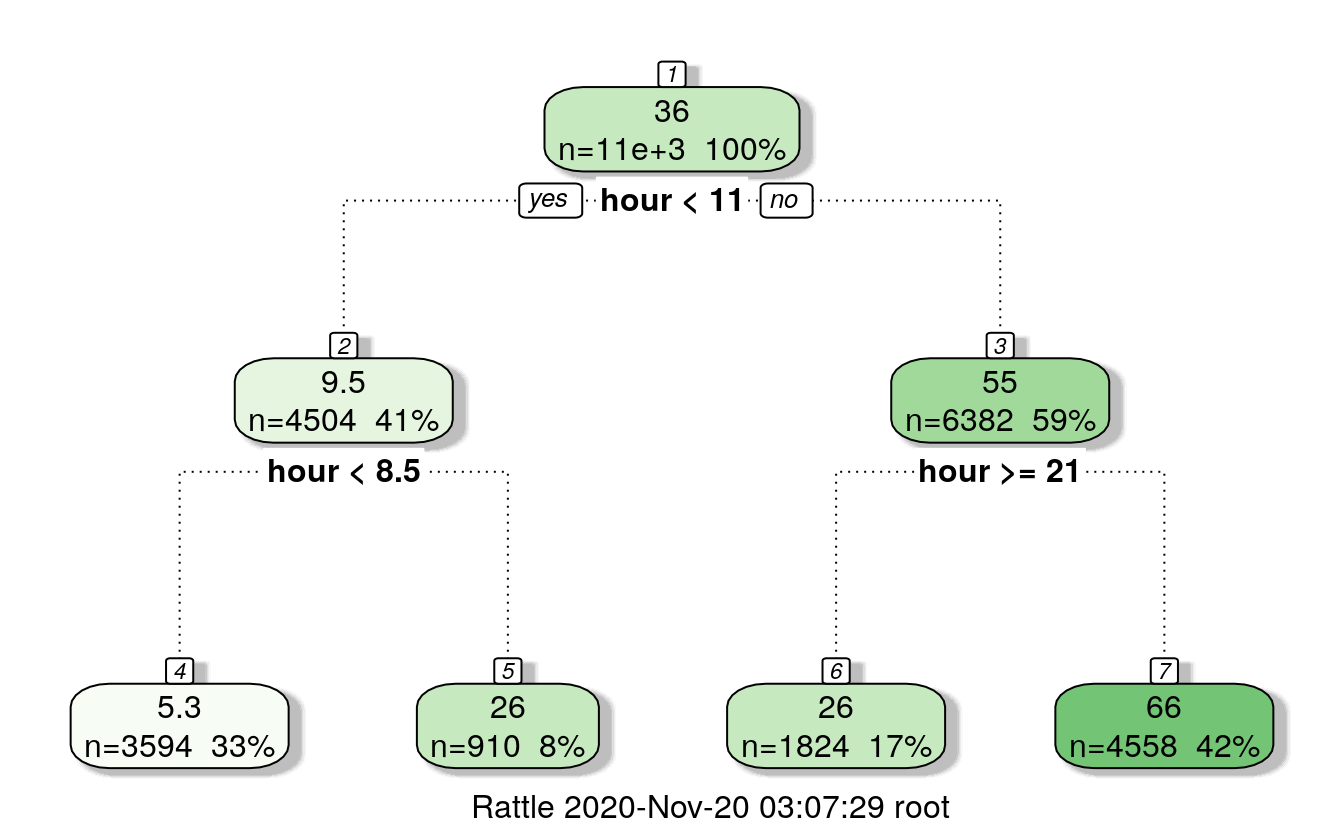 1
36
n=11e+3 100%
yes hour < 11 no
2
9.5
n=4504 41%
3
55
n=6382 59%
hour < 8.5
hour >= 21
4
5.3
n=3594 33%
5
26
n=910 8%
6
26
n=1824 17%
7
66
n=4558 42%
Rattle 2020-Nov-20 03:07:29 root